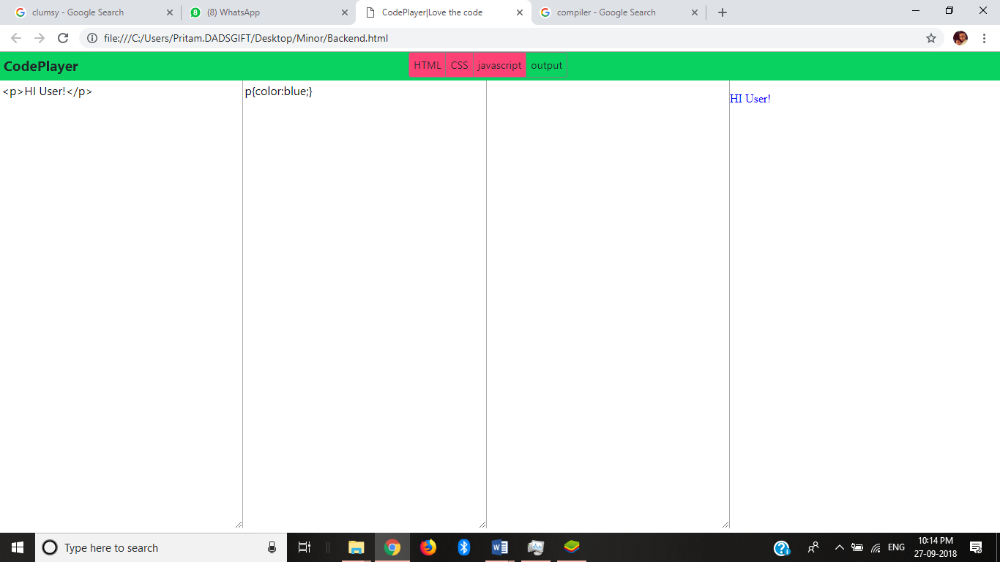 clumsy - Google Search
(8) WhatsApp
CodePlayer|Love the code
compiler - Google Search
file:///C:/Users/Pritam.DADSGIFT/Desktop/Minor/Backend.html
CodePlayer
HTML CSS javascript output
<p>HI User!</p>
p{color:blue;}
HI User!
Type here to search
ENG
10:14 PM
27-09-2018